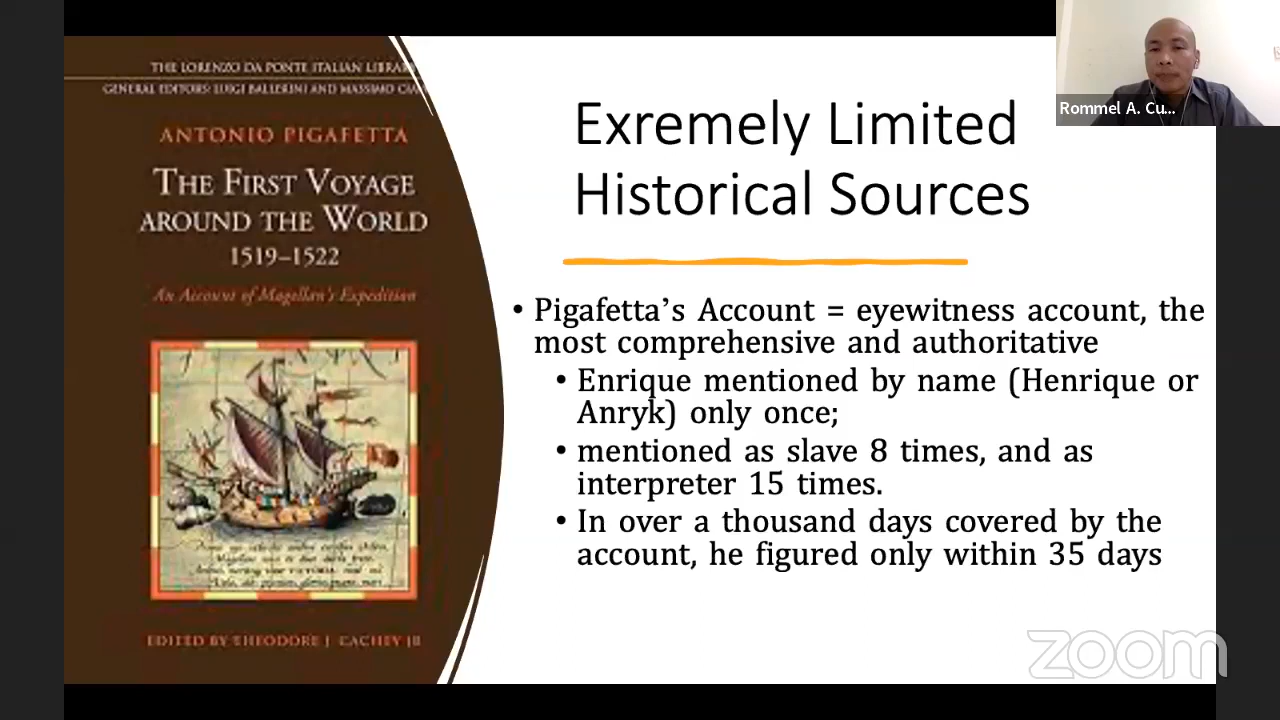 THE LORENZO DA PONTE ITALIAN LIBRARY
GENERAL EDITORS: LUIGI BALLERINI AND MASSIMO
ANTONIO PIGAFETTA
THE FIRST VOYAGE
AROUND THE WORLD
1519–1522
An Account of Magellan's Expedition
EDITED BY THEODORE J. CACHEY JR
Exremely Limited
Historical Sources
• Pigafetta's Account = eyewitness account, the
most comprehensive and authoritative
• Enrique mentioned by name (Henrique or
Anryk) only once;
• mentioned as slave 8 times, and as
interpreter 15 times.
• In over a thousand days covered by the
account, he figured only within 35 days
Rommel A. Cu...
zoom